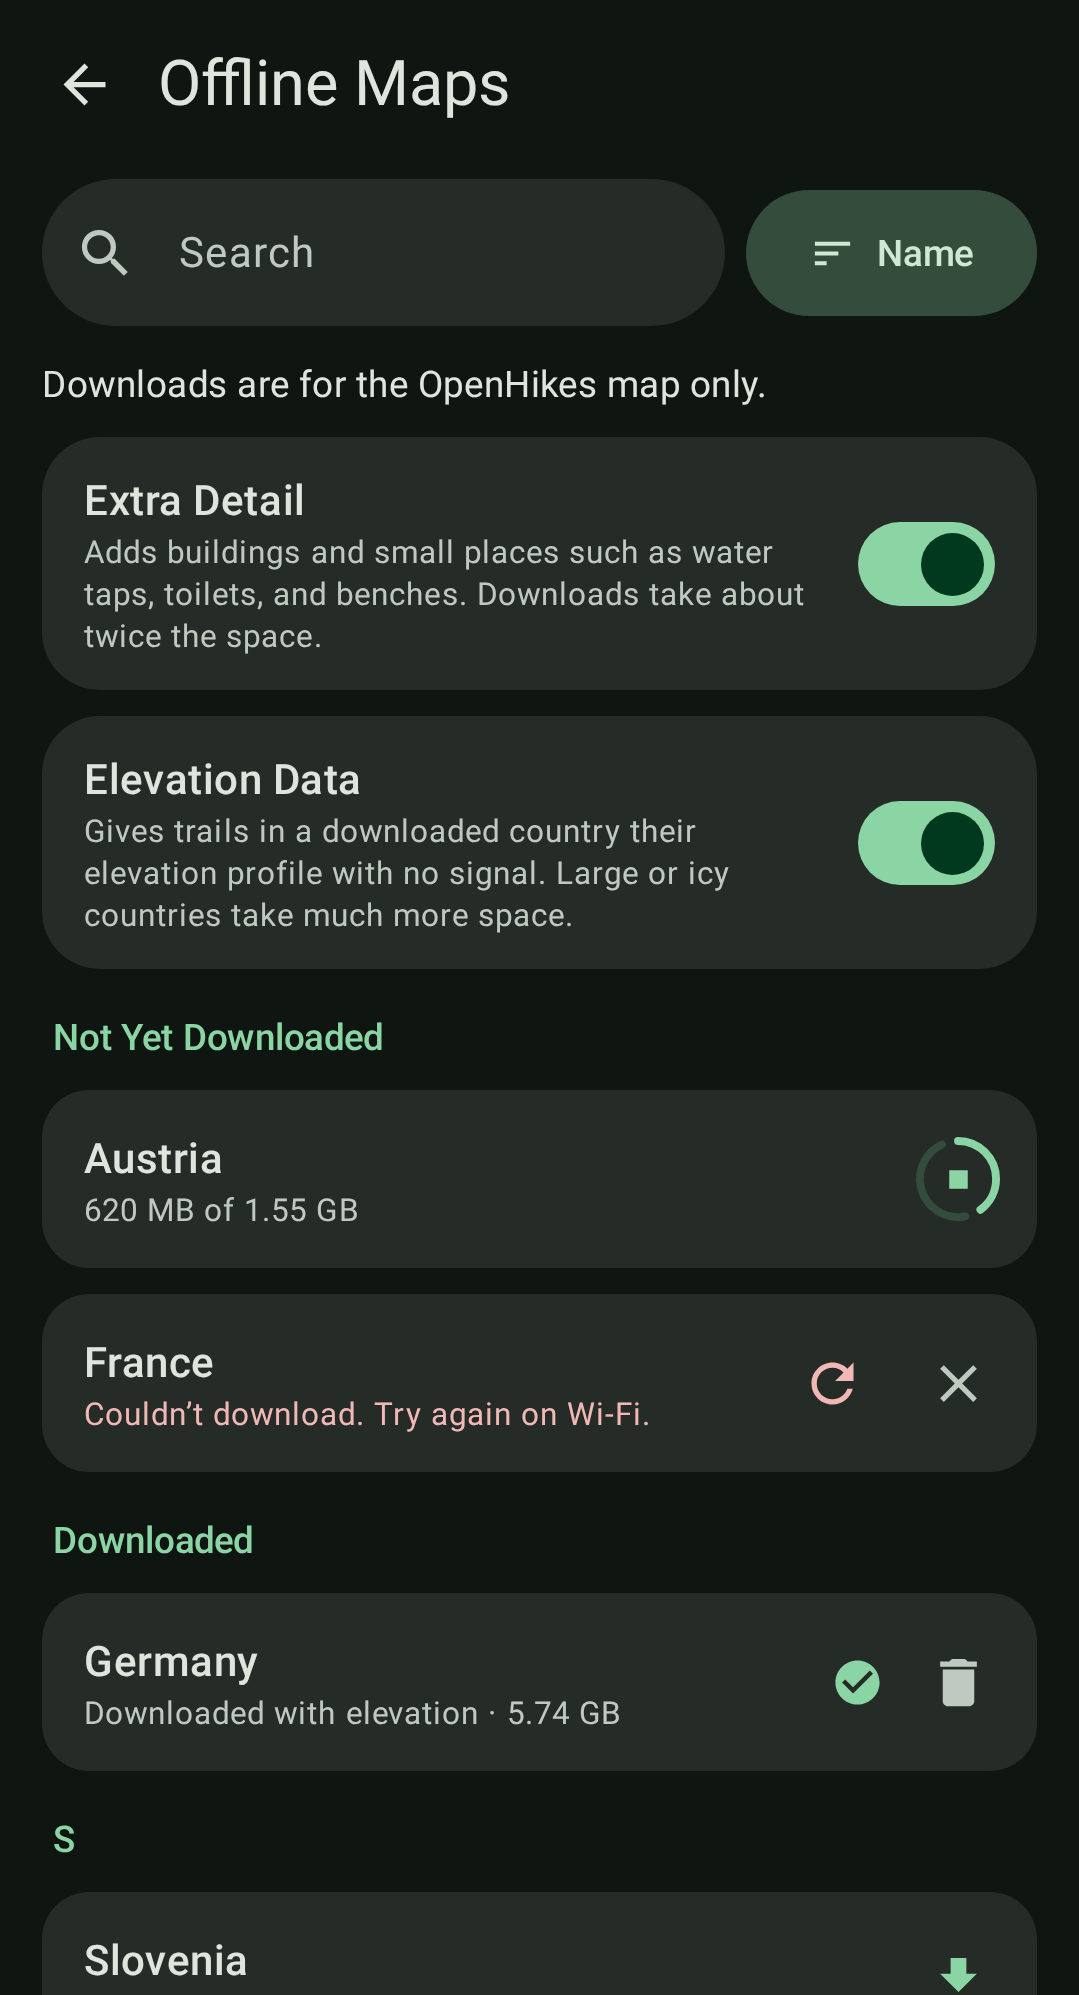 Offline Maps
Search
Name
Downloads are for the OpenHikes map only.
Extra Detail
Adds buildings and small places such as water
taps, toilets, and benches. Downloads take about
twice the space.
Elevation Data
Gives trails in a downloaded country their
elevation profile with no signal. Large or icy
countries take much more space.
Not Yet Downloaded
Austria
620 MB of 1.55 GB
France
Couldn’t download. Try again on Wi-Fi.
Downloaded
Germany
Downloaded with elevation · 5.74 GB
S
Slovenia